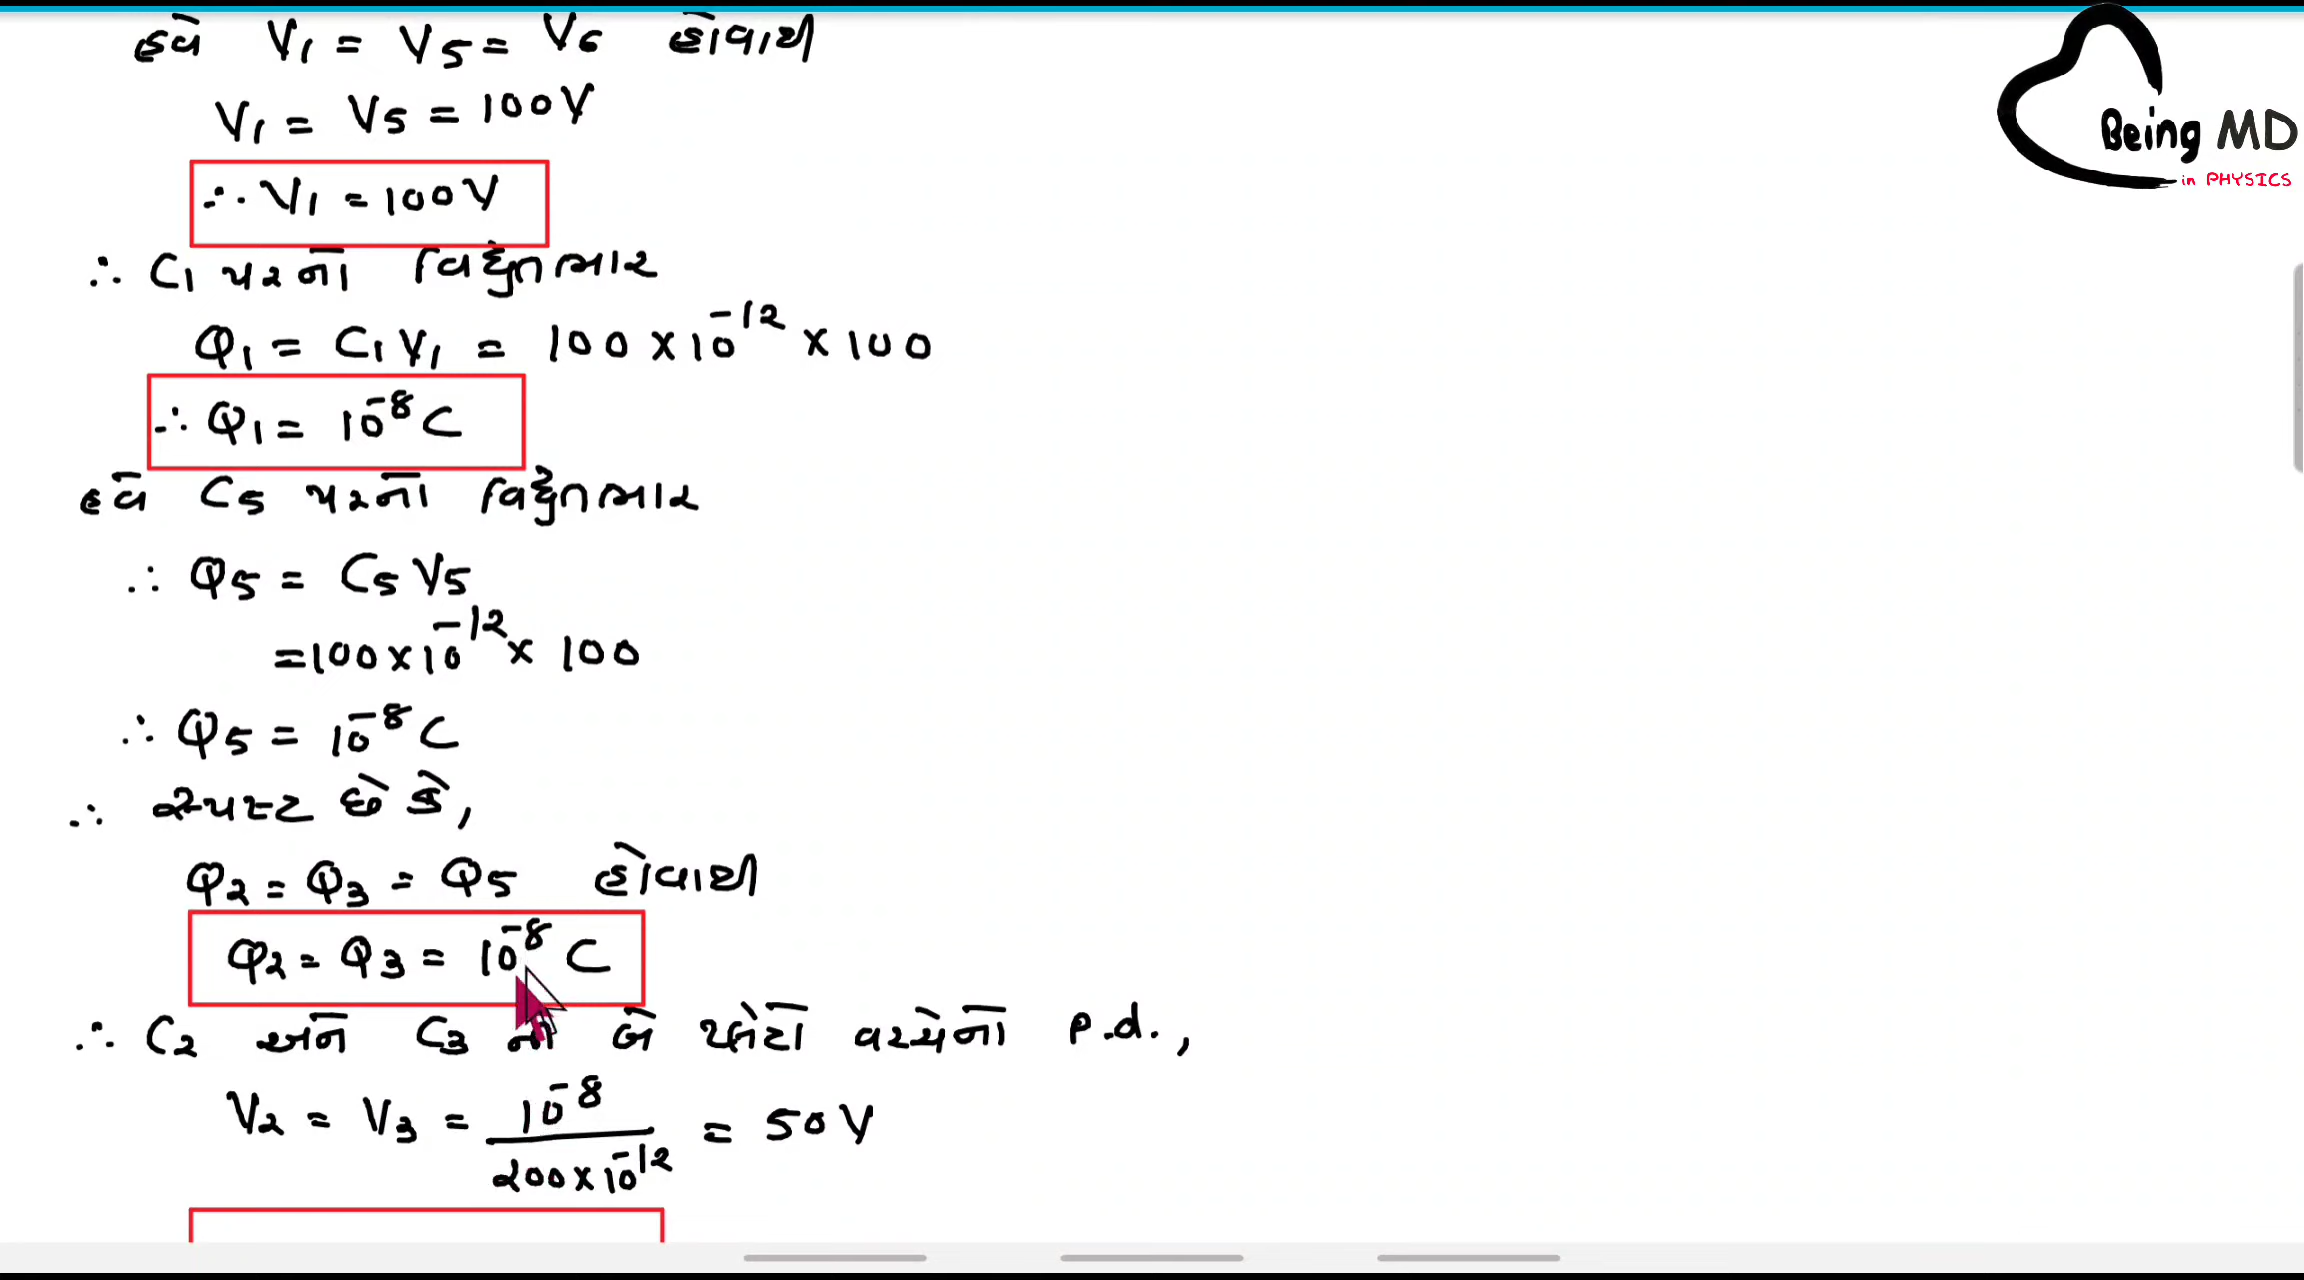 હવે V₁ = V₅ = V₆ હોવાથી
V₁ = V₅ = 100V
∴ V₁ = 100V
∴ C₁ પરનો વિદ્યુતભાર
Q₁ = C₁V₁ = 100 × 10⁻¹² × 100
∴ Q₁ = 10⁻⁸ C
હવે C₅ પરનો વિદ્યુતભાર
∴ Q₅ = C₅V₅
= 100 × 10⁻¹² × 100
∴ Q₅ = 10⁻⁸ C
∴ સ્પષ્ટ છે કે,
Q₂ = Q₃ = Q₅ હોવાથી
Q₂ = Q₃ = 10⁻⁸ C
∴ C₂ અને C₃ ની બે પ્લેટો વચ્ચેનો p.d.,
V₂ = V₃ = 10⁻⁸ / 200 × 10⁻¹² = 50V
Being MD
in PHYSICS